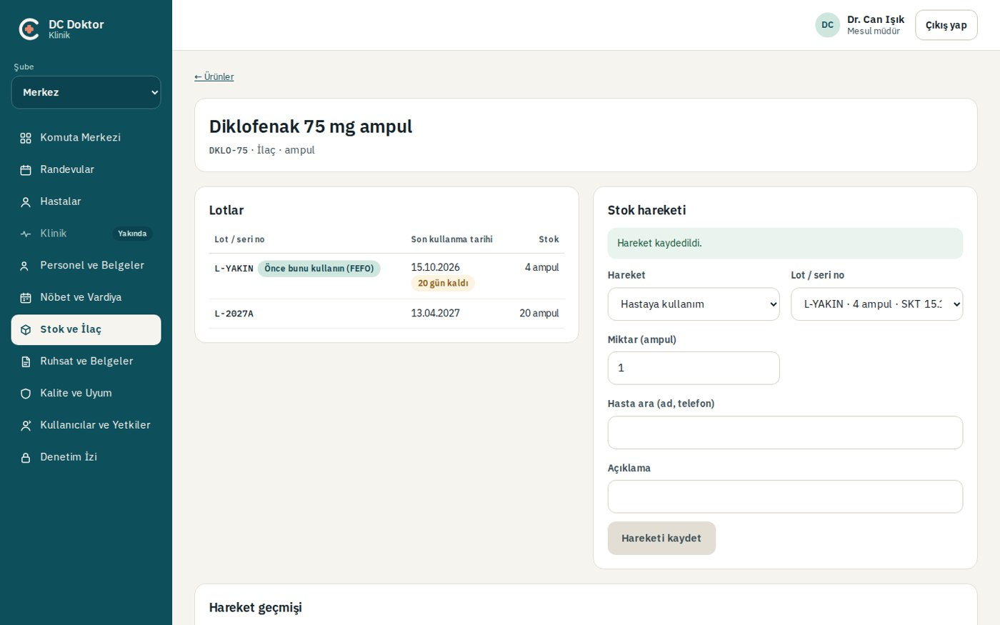 DC Doktor
Klinik
Şube
Merkez
Komuta Merkezi
Randevular
Hastalar
Klinik Yakında
Personel ve Belgeler
Nöbet ve Vardiya
Stok ve İlaç
Ruhsat ve Belgeler
Kalite ve Uyum
Kullanıcılar ve Yetkiler
Denetim İzi
DC
Dr. Can Işık
Mesul müdür
Çıkış yap
← Ürünler
Diklofenak 75 mg ampul
DKLO-75 · İlaç · ampul
Lotlar
Lot / seri no Son kullanma tarihi Stok
L-YAKIN Önce bunu kullanın (FEFO) 15.10.2026 4 ampul
20 gün kaldı
L-2027A 13.04.2027 20 ampul
Stok hareketi
Hareket kaydedildi.
Hareket Lot / seri no
Hastaya kullanım L-YAKIN · 4 ampul · SKT 15.
Miktar (ampul)
1
Hasta ara (ad, telefon)
Açıklama
Hareketi kaydet
Hareket geçmişi